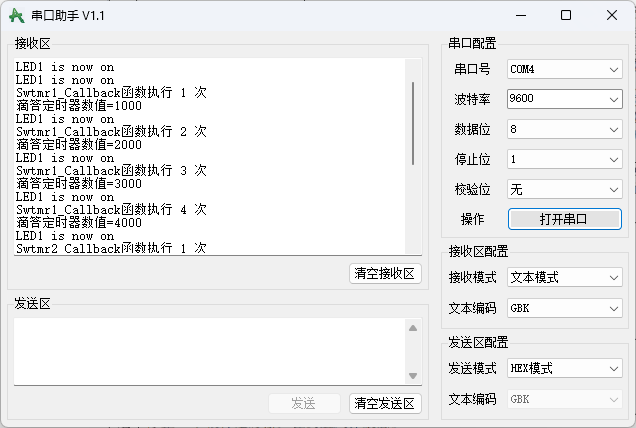 串口助手 V1.1
接收区
LED1 is now on
LED1 is now on
Swtmr1_Callback函数执行 1 次
滴答定时器数值=1000
LED1 is now on
Swtmr1_Callback函数执行 2 次
滴答定时器数值=2000
LED1 is now on
Swtmr1_Callback函数执行 3 次
滴答定时器数值=3000
LED1 is now on
Swtmr1_Callback函数执行 4 次
滴答定时器数值=4000
LED1 is now on
Swtmr2_Callback函数执行 1 次
清空接收区
发送区
发送
清空发送区
串口配置
串口号 COM4
波特率 9600
数据位 8
停止位 1
校验位 无
操作 打开串口
接收区配置
接收模式 文本模式
文本编码 GBK
发送区配置
发送模式 HEX模式
文本编码 GBK